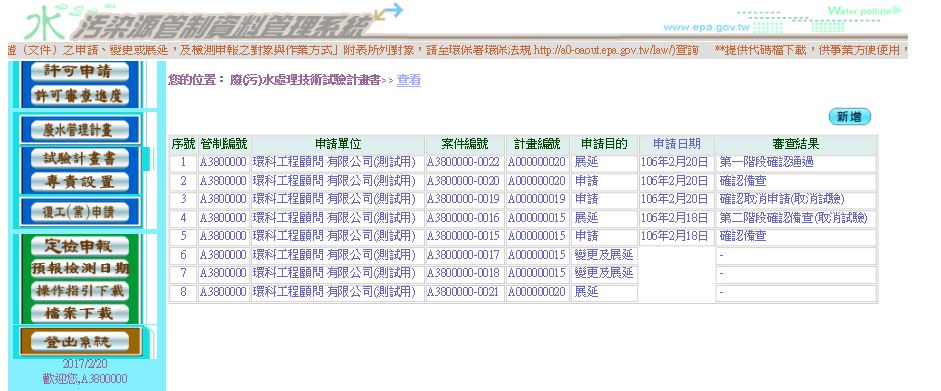 水污染源管制資料管理系統
Water polluto
www.epa.gov.tw
(文件) 之申請、變更或展延，及檢測申報之對象與作業方式」附表所列對象，請至環保署環保法規 http://a0-oaout.epa.gov.tw/law/)查詢 **提供代碼檔下載，供事業方便使用，
許可申請
許可審查進度
廢水管理計畫
試驗計畫書
專責設置
復工(業)申請
定檢申報
預報檢測日期
操作指引下載
檔案下載
登出系統
2017/2/20
歡迎您,A3800000
您的位置： 廢(污)水處理技術試驗計畫書>> 查看
新增
序號 管制編號 申請單位 案件編號 計畫編號 申請目的 申請日期 審查結果
1 A3800000 環科工程顧問有限公司(測試用) A3800000-0022 A000000020 展延 106年2月20日 第一階段確認通過
2 A3800000 環科工程顧問有限公司(測試用) A3800000-0020 A000000020 申請 106年2月20日 確認備查
3 A3800000 環科工程顧問有限公司(測試用) A3800000-0019 A000000019 申請 106年2月20日 確認取消申請(取消試驗)
4 A3800000 環科工程顧問有限公司(測試用) A3800000-0016 A000000015 展延 106年2月18日 第二階段確認備查(取消試驗)
5 A3800000 環科工程顧問有限公司(測試用) A3800000-0015 A000000015 申請 106年2月18日 確認備查
6 A3800000 環科工程顧問有限公司(測試用) A3800000-0017 A000000015 變更及展延 -
7 A3800000 環科工程顧問有限公司(測試用) A3800000-0018 A000000015 變更及展延 -
8 A3800000 環科工程顧問有限公司(測試用) A3800000-0021 A000000020 展延 -